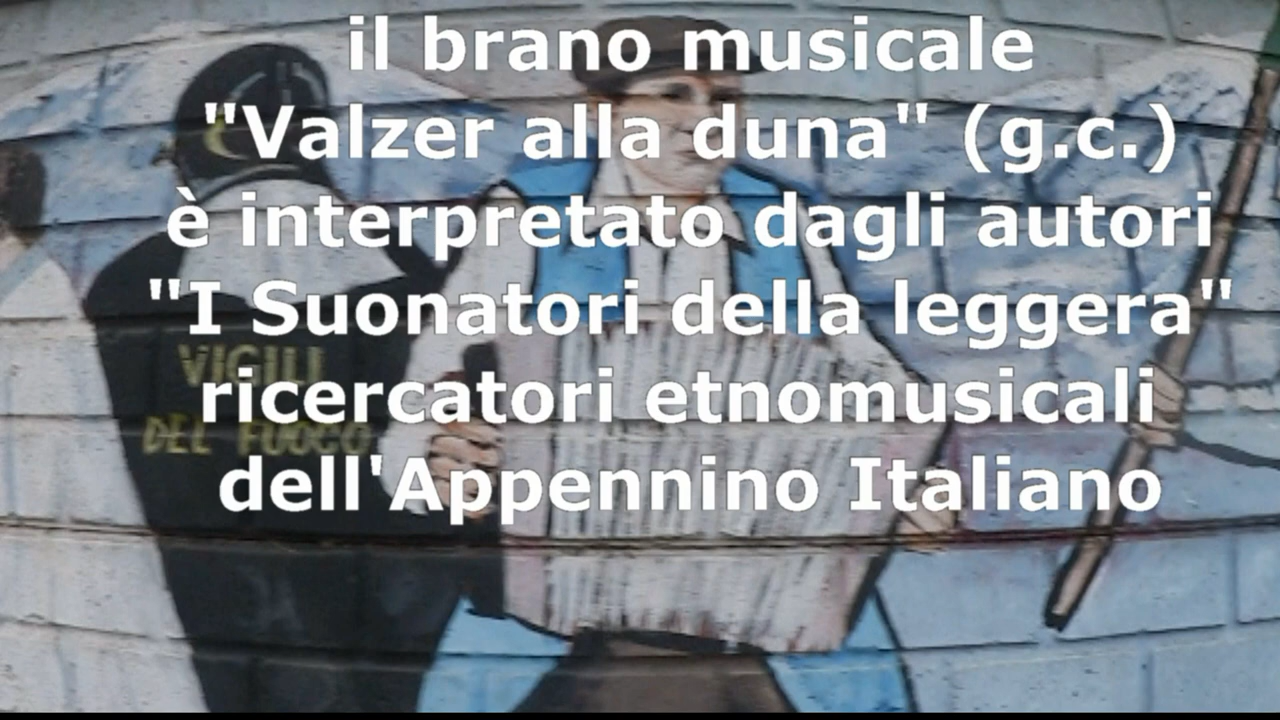 il brano musicale
"Valzer alla duna" (g.c.)
è interpretato dagli autori
"I Suonatori della leggera"
ricercatori etnomusicali
dell'Appennino Italiano
VIGILI
DEL FUOCO